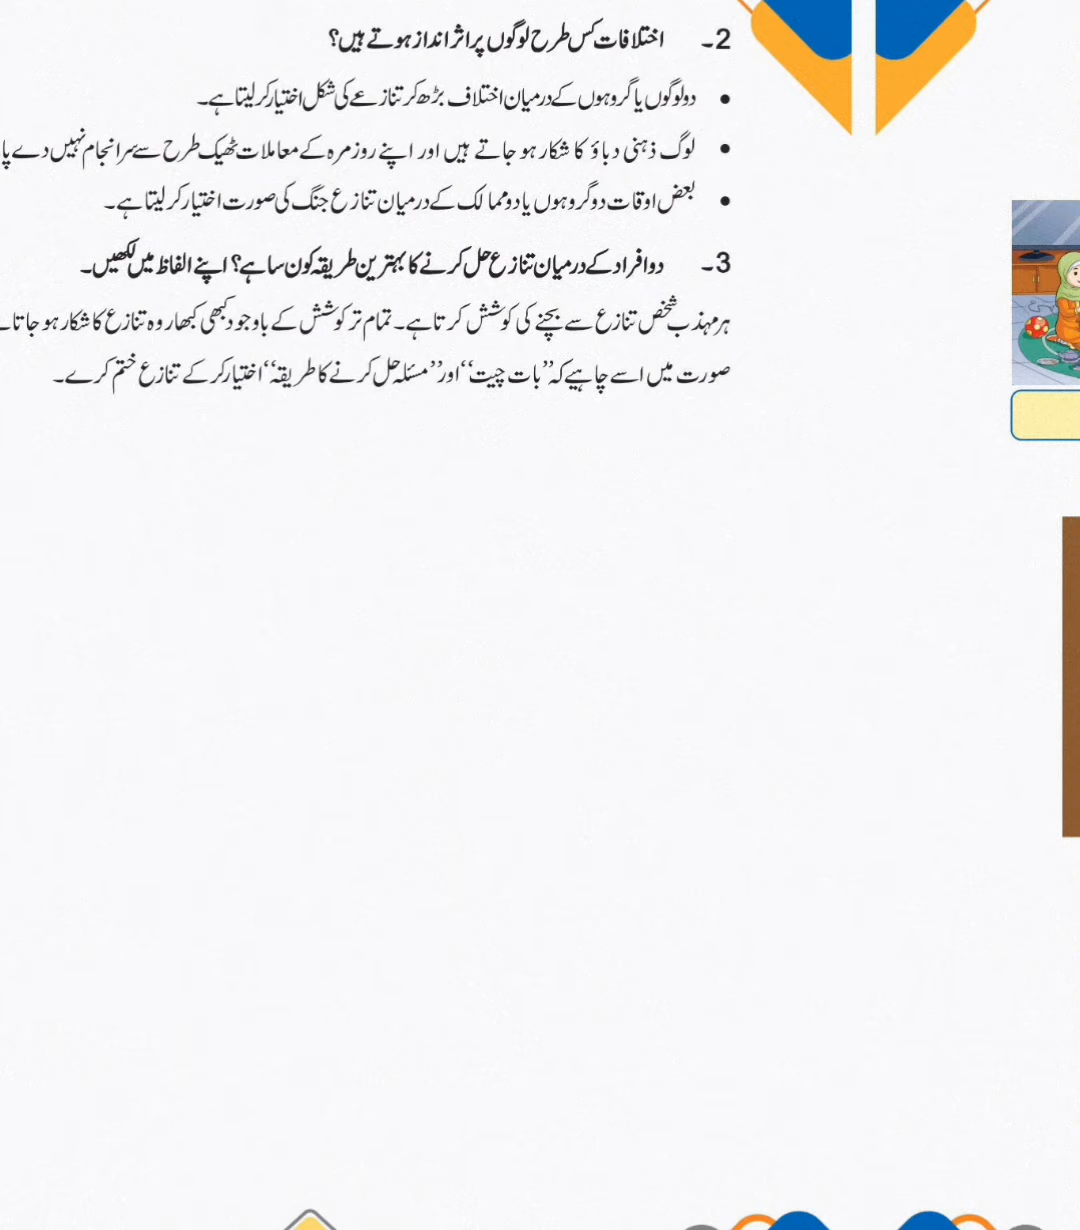 2۔ اختلافات کس طرح لوگوں پر اثر انداز ہوتے ہیں؟
• دو لوگوں یا گروہوں کے درمیان اختلاف بڑھ کر تنازعے کی شکل اختیار کر لیتا ہے۔
• لوگ ذہنی دباؤ کا شکار ہو جاتے ہیں اور اپنے روزمرہ کے معاملات ٹھیک طرح سے سرانجام نہیں دے
• بعض اوقات دو گروہوں یا دو ممالک کے درمیان تنازع جنگ کی صورت اختیار کر لیتا ہے۔
3۔ دو افراد کے درمیان تنازع حل کرنے کا بہترین طریقہ کون سا ہے؟ اپنے الفاظ میں لکھیں۔
ہر مہذب شخص تنازع سے بچنے کی کوشش کرتا ہے۔ تمام تر کوشش کے باوجود کبھی کبھار وہ تنازع کا شکار ہو جاتا
صورت میں اسے چاہیے کہ ”بات چیت“ اور ”مسئلہ حل کرنے کا طریقہ“ اختیار کر کے تنازع ختم کرے۔